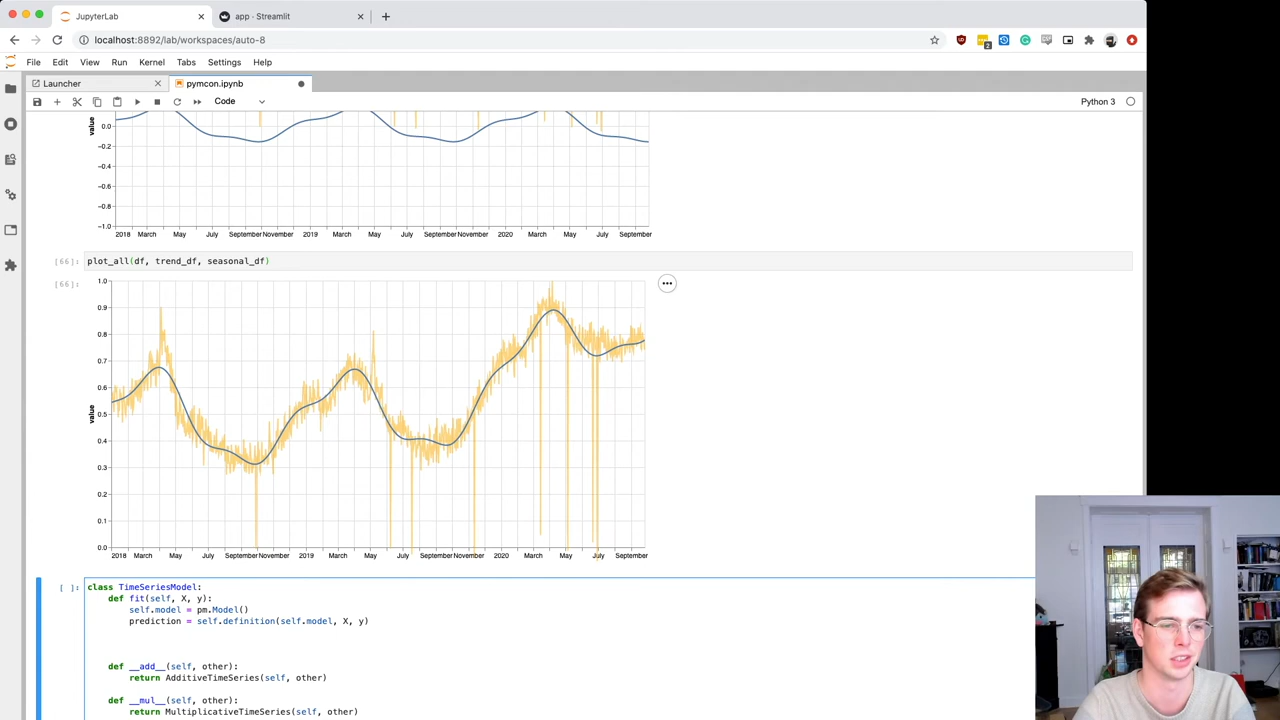 JupyterLab
app · Streamlit
localhost:8892/lab/workspaces/auto-8
2
File Edit View Run Kernel Tabs Settings Help
Launcher
pymcon.ipynb
Code
Python 3
value
0.0
−0.2
−0.4
−0.6
−0.8
−1.0
2018 March May July September November 2019 March May July September November 2020 March May July September
[66]: plot_all(df, trend_df, seasonal_df)
[66]:
value
1.0
0.9
0.8
0.7
0.6
0.5
0.4
0.3
0.2
0.1
0.0
2018 March May July September November 2019 March May July September November 2020 March May July September
[ ]: class TimeSeriesModel:
def fit(self, X, y):
self.model = pm.Model()
prediction = self.definition(self.model, X, y)
def __add__(self, other):
return AdditiveTimeSeries(self, other)
def __mul__(self, other):
return MultiplicativeTimeSeries(self, other)